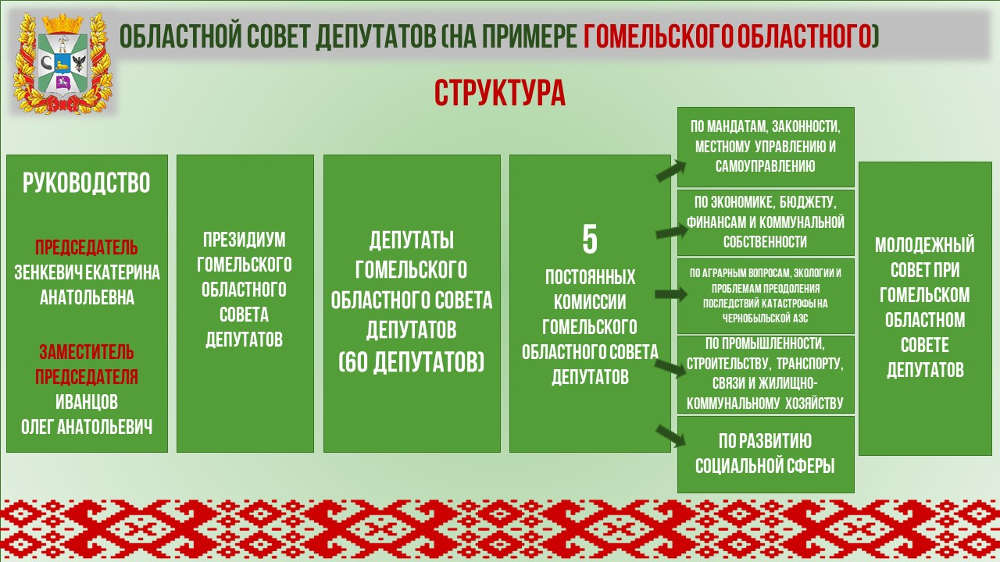 ОБЛАСТНОЙ СОВЕТ ДЕПУТАТОВ (НА ПРИМЕРЕ ГОМЕЛЬСКОГО ОБЛАСТНОГО)
СТРУКТУРА
РУКОВОДСТВО
ПРЕДСЕДАТЕЛЬ
ЗЕНКЕВИЧ ЕКАТЕРИНА
АНАТОЛЬЕВНА
ЗАМЕСТИТЕЛЬ
ПРЕДСЕДАТЕЛЯ
ИВАНЦОВ
ОЛЕГ АНАТОЛЬЕВИЧ
ПРЕЗИДИУМ
ГОМЕЛЬСКОГО
ОБЛАСТНОГО
СОВЕТА
ДЕПУТАТОВ
ДЕПУТАТЫ
ГОМЕЛЬСКОГО
ОБЛАСТНОГО СОВЕТА
ДЕПУТАТОВ
(60 ДЕПУТАТОВ)
5
ПОСТОЯННЫХ
КОМИССИИ
ГОМЕЛЬСКОГО
ОБЛАСТНОГО СОВЕТА
ДЕПУТАТОВ
ПО МАНДАТАМ, ЗАКОННОСТИ,
МЕСТНОМУ УПРАВЛЕНИЮ И
САМОУПРАВЛЕНИЮ
ПО ЭКОНОМИКЕ, БЮДЖЕТУ,
ФИНАНСАМ И КОММУНАЛЬНОЙ
СОБСТВЕННОСТИ
ПО АГРАРНЫМ ВОПРОСАМ, ЭКОЛОГИИ И
ПРОБЛЕМАМ ПРЕОДОЛЕНИЯ
ПОСЛЕДСТВИЙ КАТАСТРОФЫ НА
ЧЕРНОБЫЛЬСКОЙ АЭС
ПО ПРОМЫШЛЕННОСТИ,
СТРОИТЕЛЬСТВУ, ТРАНСПОРТУ,
СВЯЗИ И ЖИЛИЩНО-
КОММУНАЛЬНОМУ ХОЗЯЙСТВУ
ПО РАЗВИТИЮ
СОЦИАЛЬНОЙ СФЕРЫ
МОЛОДЕЖНЫЙ
СОВЕТ ПРИ
ГОМЕЛЬСКОМ
ОБЛАСТНОМ
СОВЕТЕ
ДЕПУТАТОВ